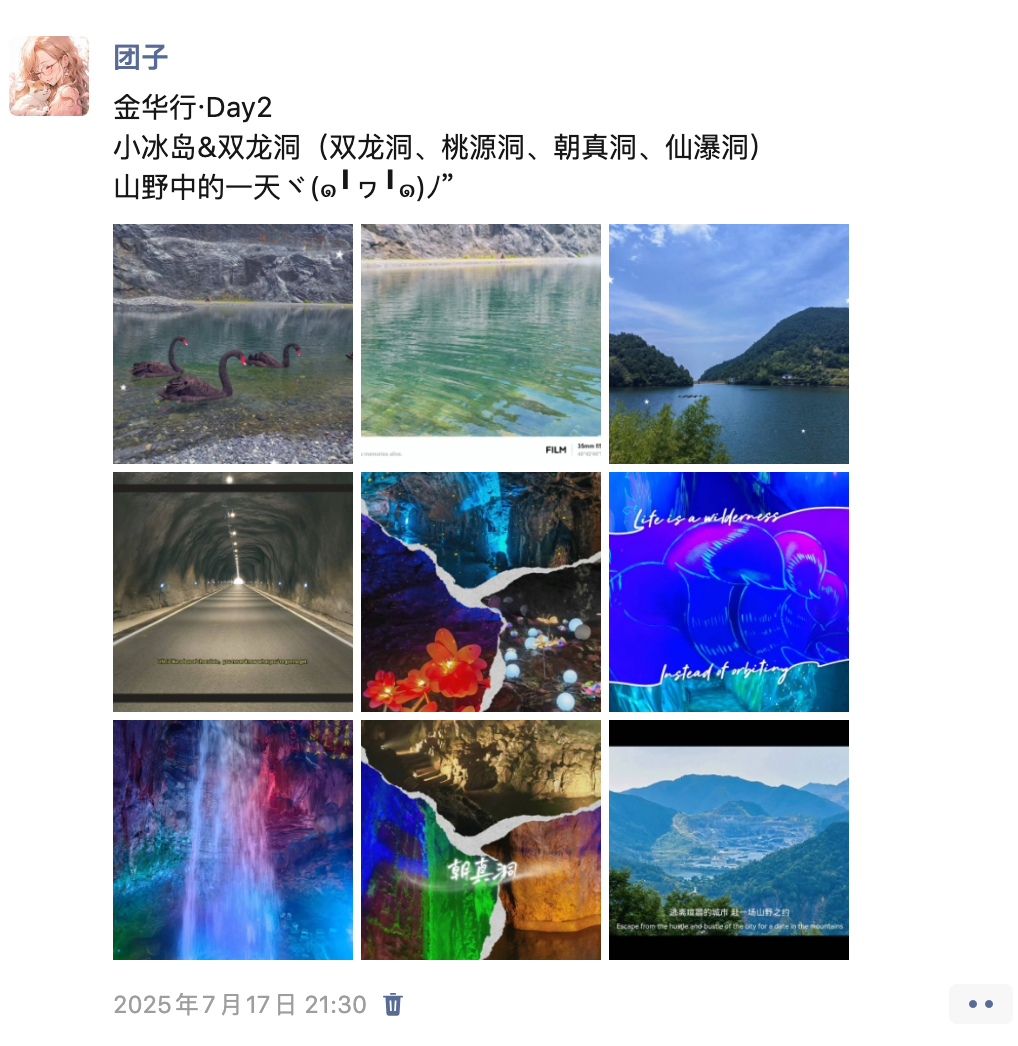 团子
金华行·Day2
小冰岛&双龙洞（双龙洞、桃源洞、朝真洞、仙瀑洞）
山野中的一天ヾ(๑╹ヮ╹๑)ﾉ”
memories alive.
FILM
35mm f/
Life is a wilderness
Instead of orbiting
朝真洞
逃离喧嚣的城市 赴一场山野之约
Escape from the hustle and bustle of the city for a date in the mountains
2025年7月17日 21:30